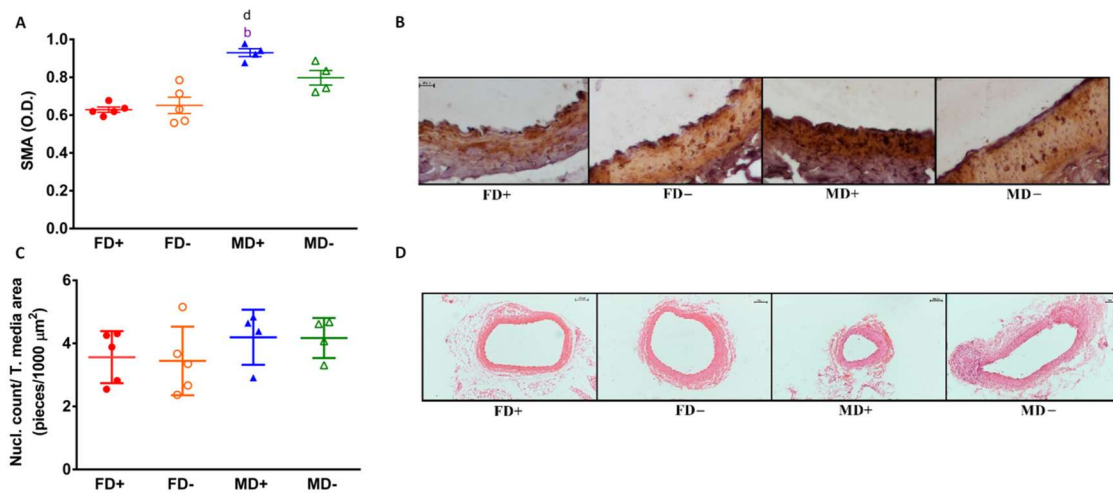 A
SMA (O.D.)
1.0
0.8
0.6
0.4
0.2
0.0
d
b
FD+ FD- MD+ MD-
B
FD+ FD− MD+ MD−
C
Nucl. count/ T. media area
(pieces/1000 μm²)
6
4
2
0
FD+ FD- MD+ MD-
D
FD+ FD− MD+ MD−